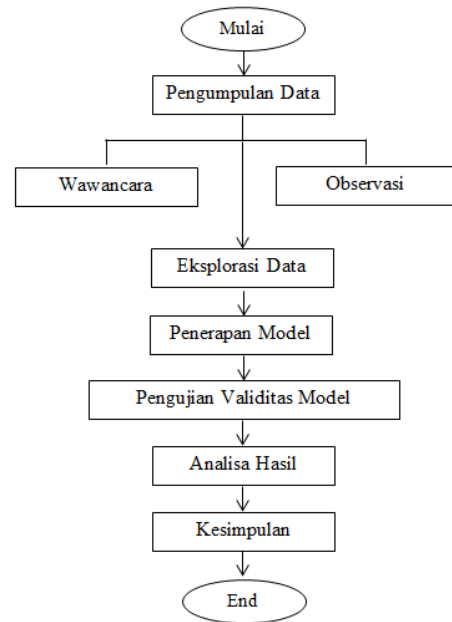 Mulai
Pengumpulan Data
Wawancara
Observasi
Eksplorasi Data
Penerapan Model
Pengujian Validitas Model
Analisa Hasil
Kesimpulan
End